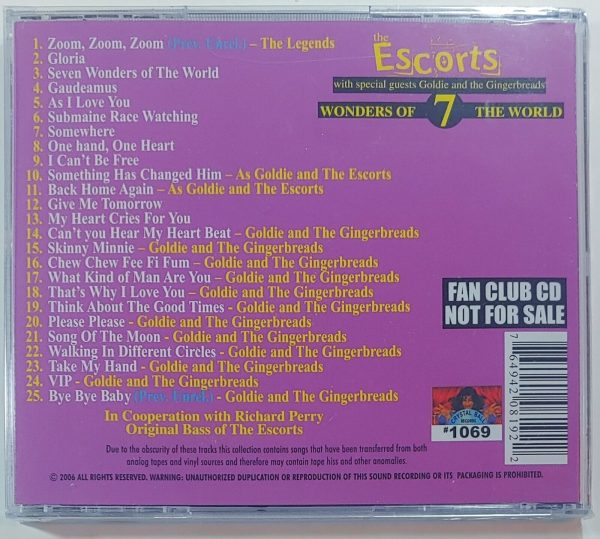 1. Zoom, Zoom, Zoom (Prev. Unrel.) – The Legends
2. Gloria
3. Seven Wonders of The World
4. Gaudeamus
5. As I Love You
6. Submaine Race Watching
7. Somewhere
8. One hand, One Heart
9. I Can't Be Free
10. Something Has Changed Him – As Goldie and The Escorts
11. Back Home Again – As Goldie and The Escorts
12. Give Me Tomorrow
13. My Heart Cries For You
14. Can't you Hear My Heart Beat – Goldie and The Gingerbreads
15. Skinny Minnie – Goldie and The Gingerbreads
16. Chew Chew Fee Fi Fum – Goldie and The Gingerbreads
17. What Kind of Man Are You - Goldie and The Gingerbreads
18. That's Why I Love You - Goldie and The Gingerbreads
19. Think About The Good Times - Goldie and The Gingerbreads
20. Please Please - Goldie and The Gingerbreads
21. Song Of The Moon - Goldie and The Gingerbreads
22. Walking In Different Circles - Goldie and The Gingerbreads
23. Take My Hand - Goldie and The Gingerbreads
24. VIP - Goldie and The Gingerbreads
25. Bye Bye Baby (Prev. Unrel.) - Goldie and The Gingerbreads
In Cooperation with Richard Perry
Original Bass of The Escorts
the
Escorts
with special guests Goldie and the Gingerbreads
WONDERS OF 7 THE WORLD
FAN CLUB CD
NOT FOR SALE
7 64942 08192 2
CRYSTAL BALL
RECORDS
#1069
Due to the obscurity of these tracks this collection contains songs that have been transferred from both
analog tapes and vinyl sources and therefore may contain tape hiss and other anomalies.
© 2006 ALL RIGHTS RESERVED. WARNING: UNAUTHORIZED DUPLICATION OR REPRODUCTION OF THIS SOUND RECORDING OR ITS PACKAGING IS PROHIBITED.